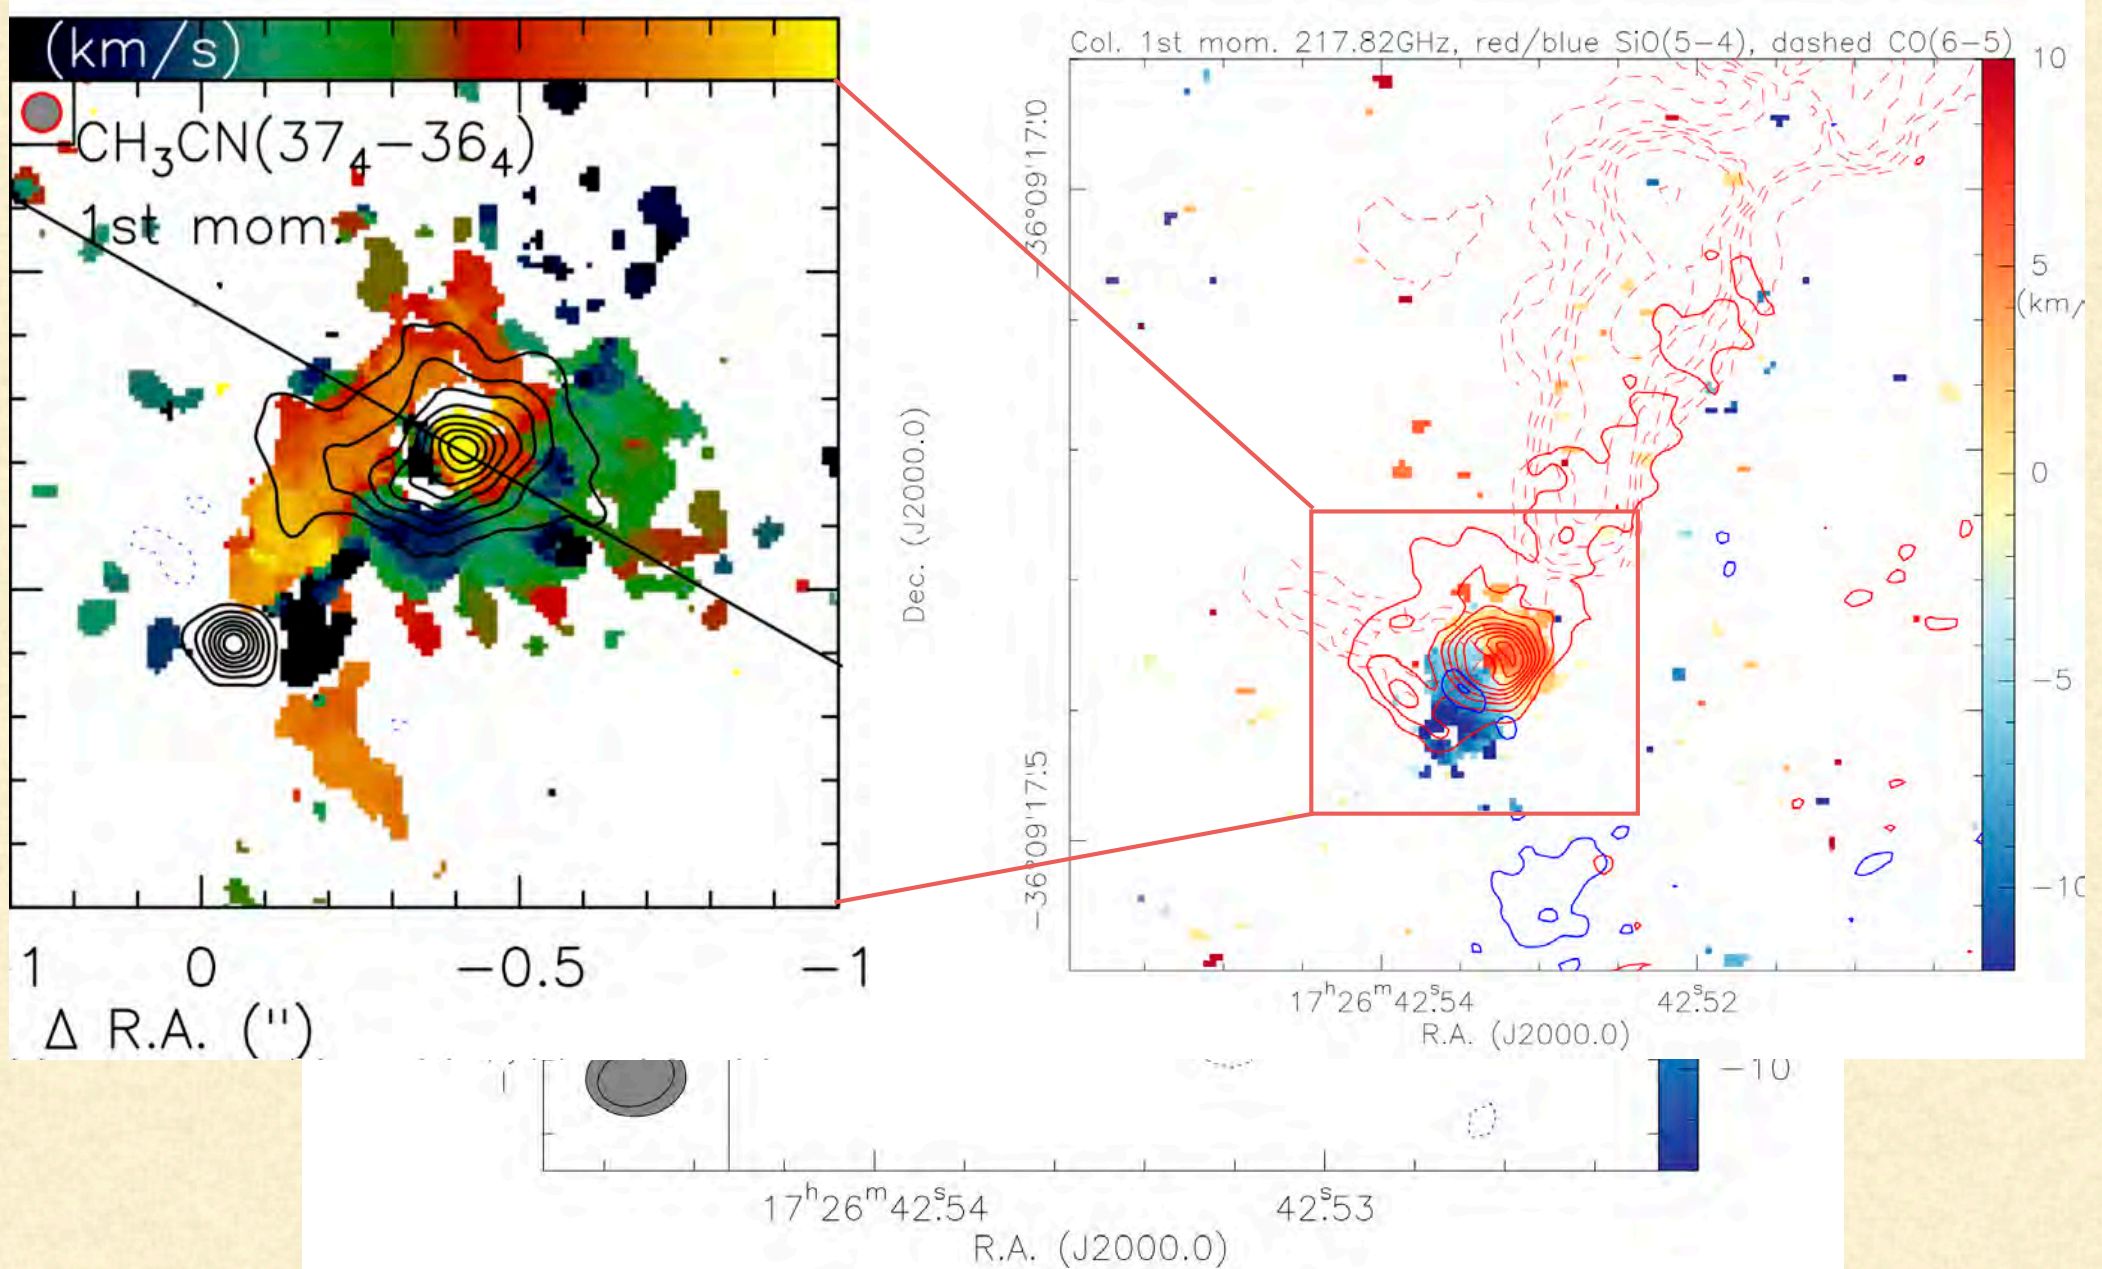 (km/s)
CH₃CN(37₄−36₄)
1st mom.
1 0 −0.5 −1
Δ R.A. (")
Col. 1st mom. 217.82GHz, red/blue SiO(5−4), dashed CO(6−5)
10
5
(km/
0
−5
−10
Dec. (J2000.0)
−36°09'17."0
−36°09'17."5
17ʰ26ᵐ42ˢ.54 42ˢ.52
R.A. (J2000.0)
−10
17ʰ26ᵐ42ˢ.54 42ˢ.53
R.A. (J2000.0)